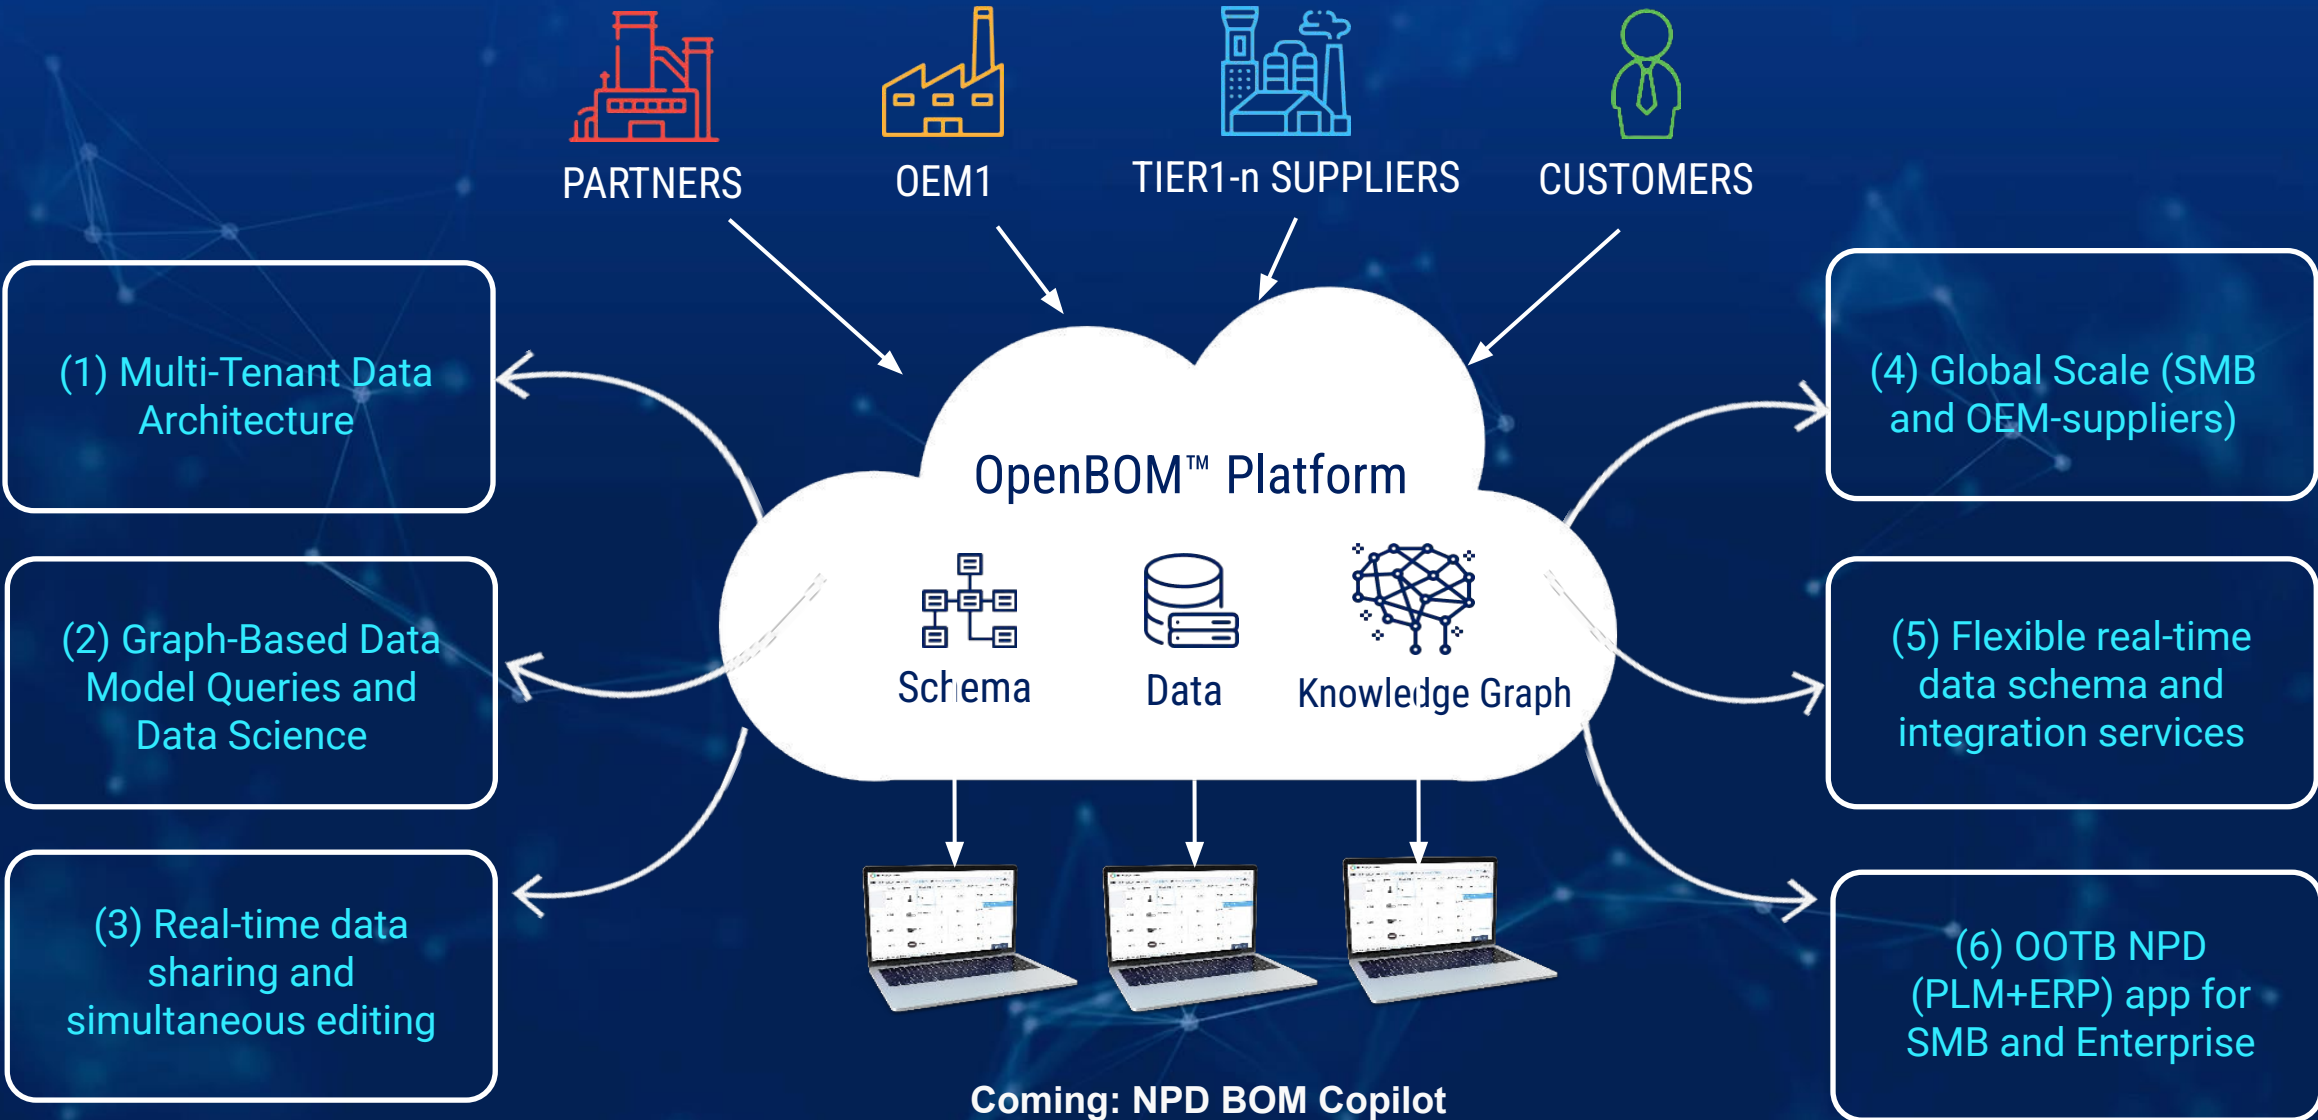 PARTNERS
OEM1
TIER1-n SUPPLIERS
CUSTOMERS
(1) Multi-Tenant Data
Architecture
(2) Graph-Based Data
Model Queries and
Data Science
(3) Real-time data
sharing and
simultaneous editing
OpenBOM™ Platform
Schema
Data
Knowledge Graph
(4) Global Scale (SMB
and OEM-suppliers)
(5) Flexible real-time
data schema and
integration services
(6) OOTB NPD
(PLM+ERP) app for
SMB and Enterprise
Coming: NPD BOM Copilot